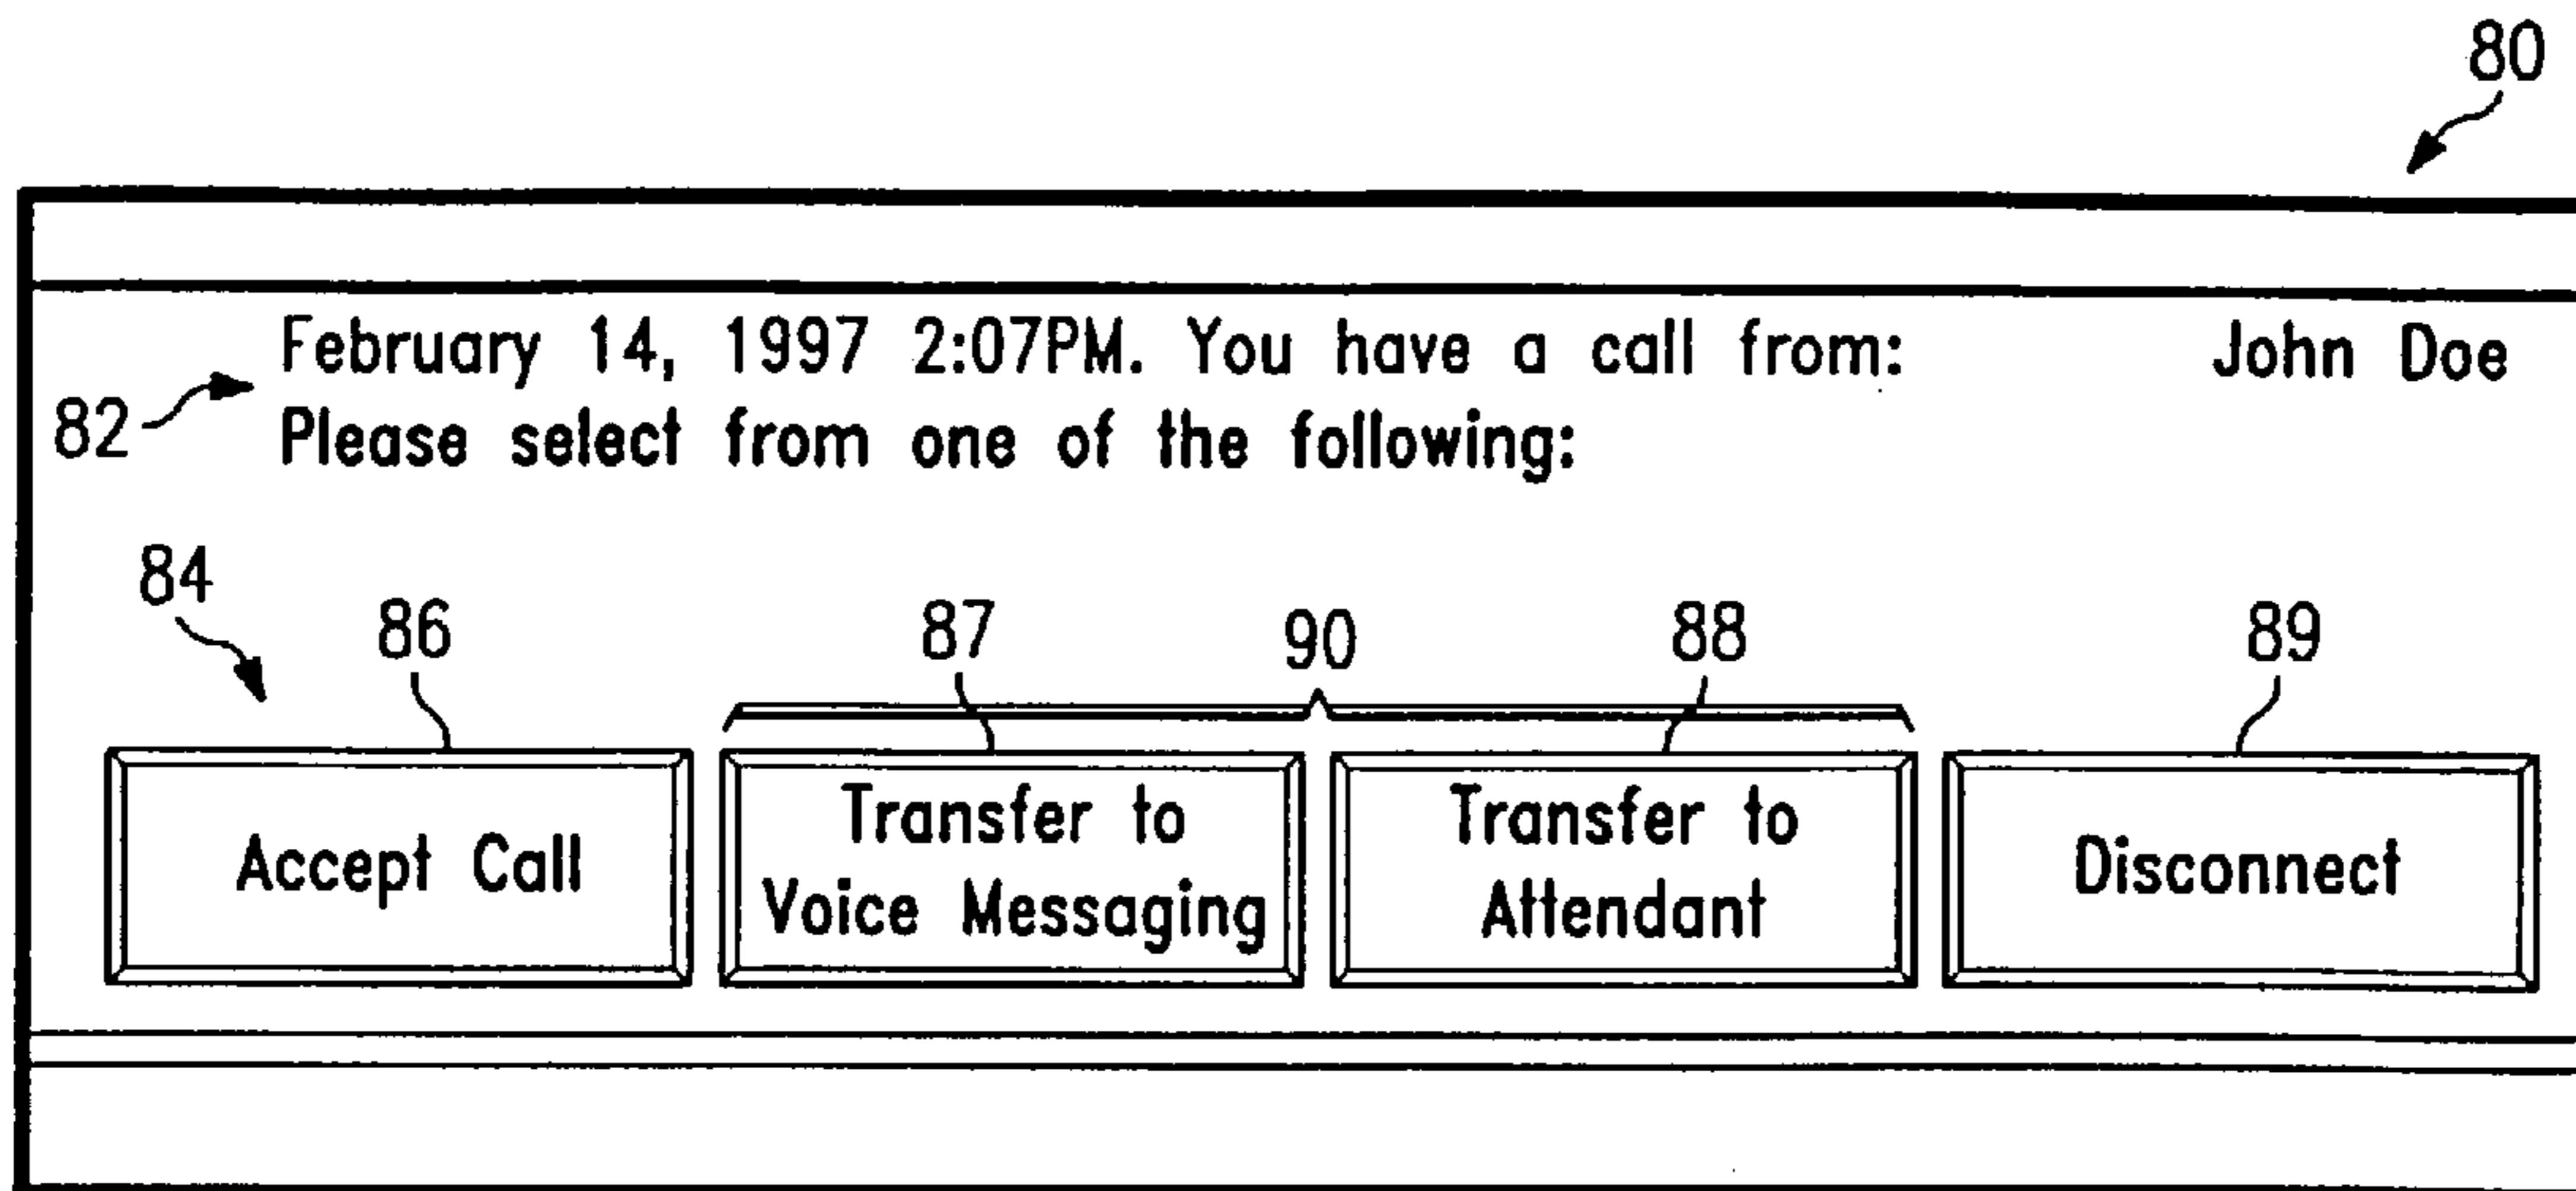 80
February 14, 1997 2:07PM. You have a call from: John Doe
82
Please select from one of the following:
84
86 87 90 88 89
Accept Call
Transfer to
Voice Messaging
Transfer to
Attendant
Disconnect